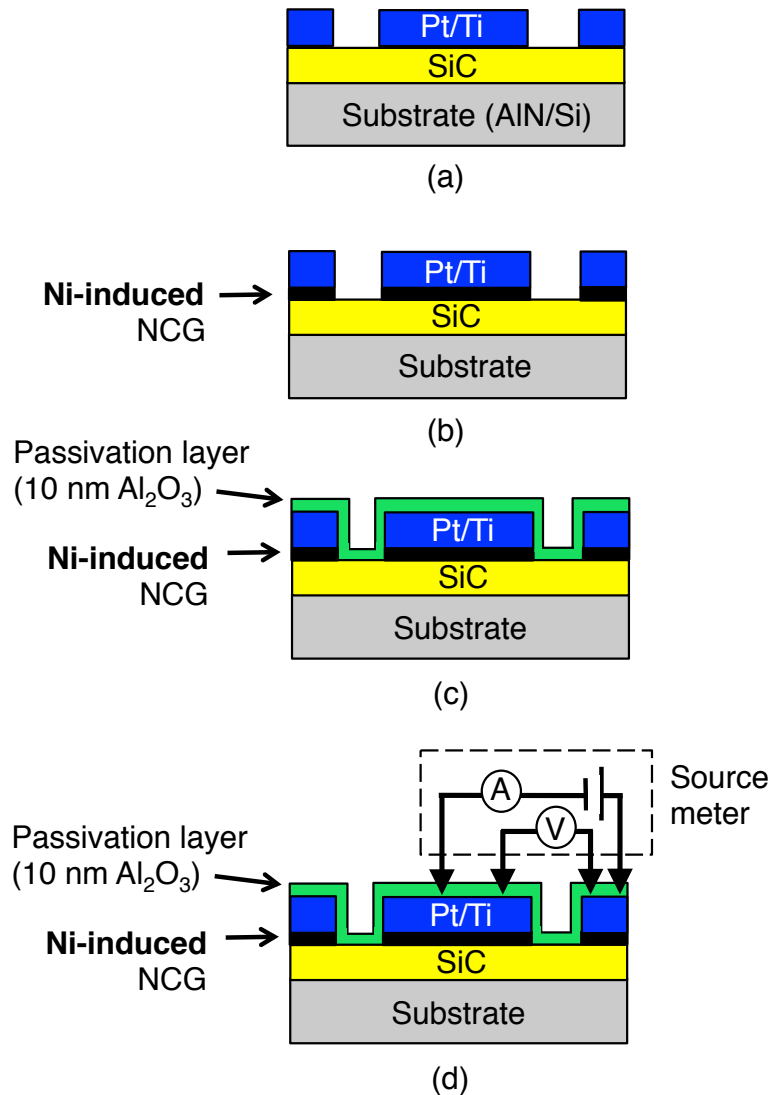 Pt/Ti
SiC
Substrate (AlN/Si)
(a)
Ni-induced
NCG
Pt/Ti
SiC
Substrate
(b)
Passivation layer
(10 nm Al₂O₃)
Ni-induced
NCG
Pt/Ti
SiC
Substrate
(c)
A
V
Source
meter
Passivation layer
(10 nm Al₂O₃)
Ni-induced
NCG
Pt/Ti
SiC
Substrate
(d)